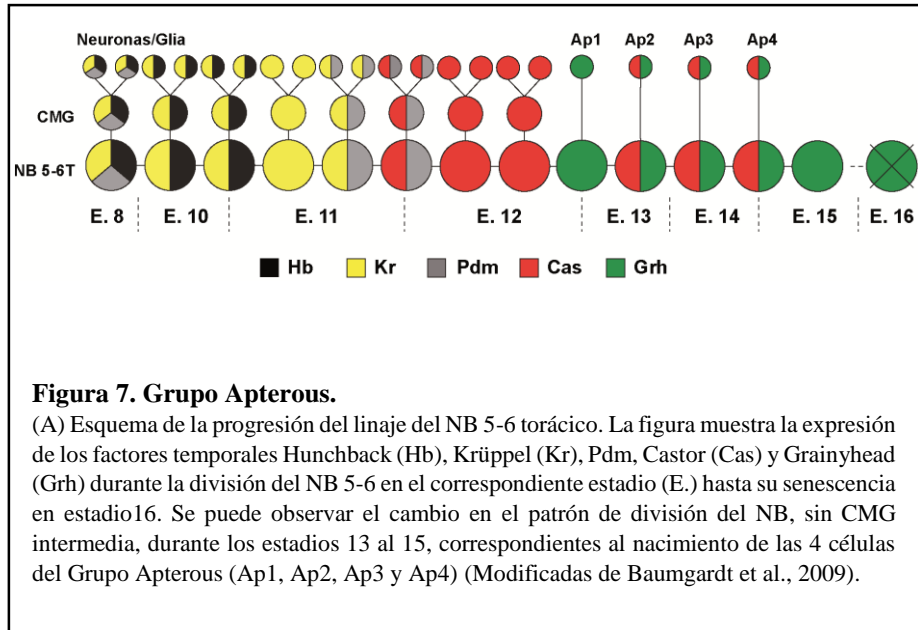 Neuronas/Glia Ap1 Ap2 Ap3 Ap4
CMG
NB 5-6T
E. 8 E. 10 E. 11 E. 12 E. 13 E. 14 E. 15 E. 16
Hb Kr Pdm Cas Grh
Figura 7. Grupo Apterous.
(A) Esquema de la progresión del linaje del NB 5-6 torácico. La figura muestra la expresión
de los factores temporales Hunchback (Hb), Krüppel (Kr), Pdm, Castor (Cas) y Grainyhead
(Grh) durante la división del NB 5-6 en el correspondiente estadio (E.) hasta su senescencia
en estadio16. Se puede observar el cambio en el patrón de división del NB, sin CMG
intermedia, durante los estadios 13 al 15, correspondientes al nacimiento de las 4 células
del Grupo Apterous (Ap1, Ap2, Ap3 y Ap4) (Modificadas de Baumgardt et al., 2009).